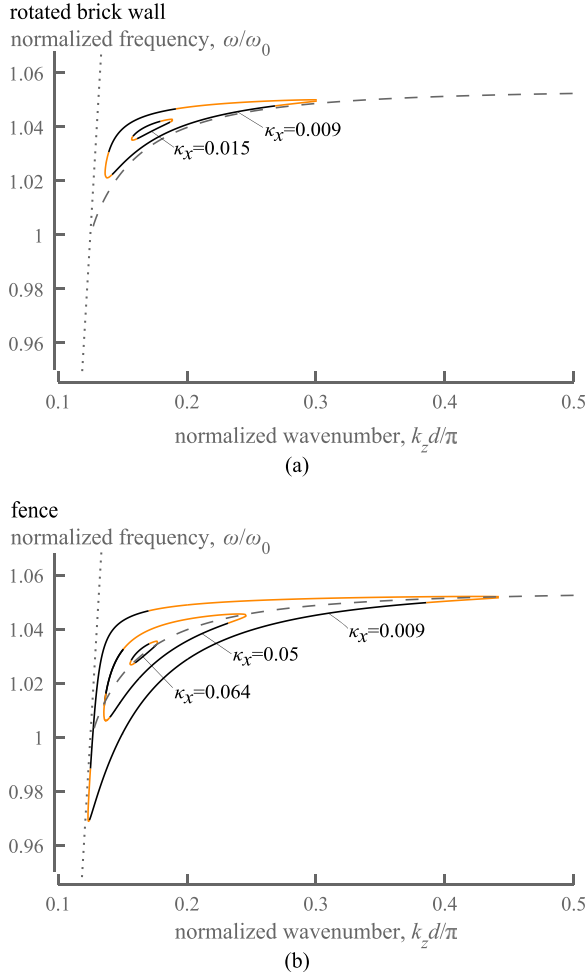 rotated brick wall
normalized frequency, ω/ω₀
1.06
1.04
1.02
1
0.98
0.96
κₓ=0.009
κₓ=0.015
0.1 0.2 0.3 0.4 0.5
normalized wavenumber, k_z d/π
(a)
fence
normalized frequency, ω/ω₀
1.06
1.04
1.02
1
0.98
0.96
κₓ=0.009
κₓ=0.05
κₓ=0.064
0.1 0.2 0.3 0.4 0.5
normalized wavenumber, k_z d/π
(b)